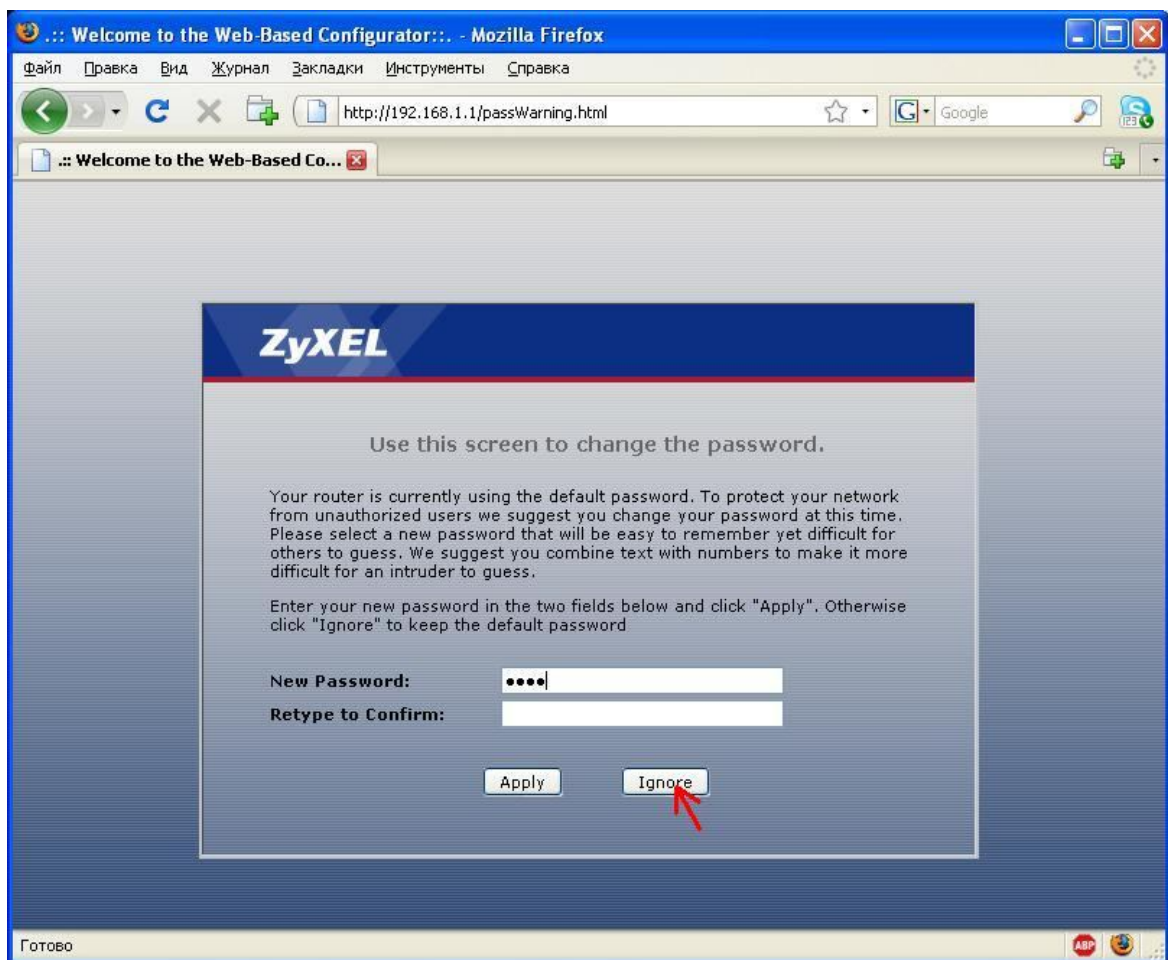 .:: Welcome to the Web-Based Configurator::. - Mozilla Firefox
Файл Правка Вид Журнал Закладки Инструменты Справка
http://192.168.1.1/passWarning.html
G Google
123
.:: Welcome to the Web-Based Co...
ZyXEL
Use this screen to change the password.
Your router is currently using the default password. To protect your network
from unauthorized users we suggest you change your password at this time.
Please select a new password that will be easy to remember yet difficult for
others to guess. We suggest you combine text with numbers to make it more
difficult for an intruder to guess.
Enter your new password in the two fields below and click "Apply". Otherwise
click "Ignore" to keep the default password
New Password: ••••
Retype to Confirm:
Apply Ignore
Готово
ABP